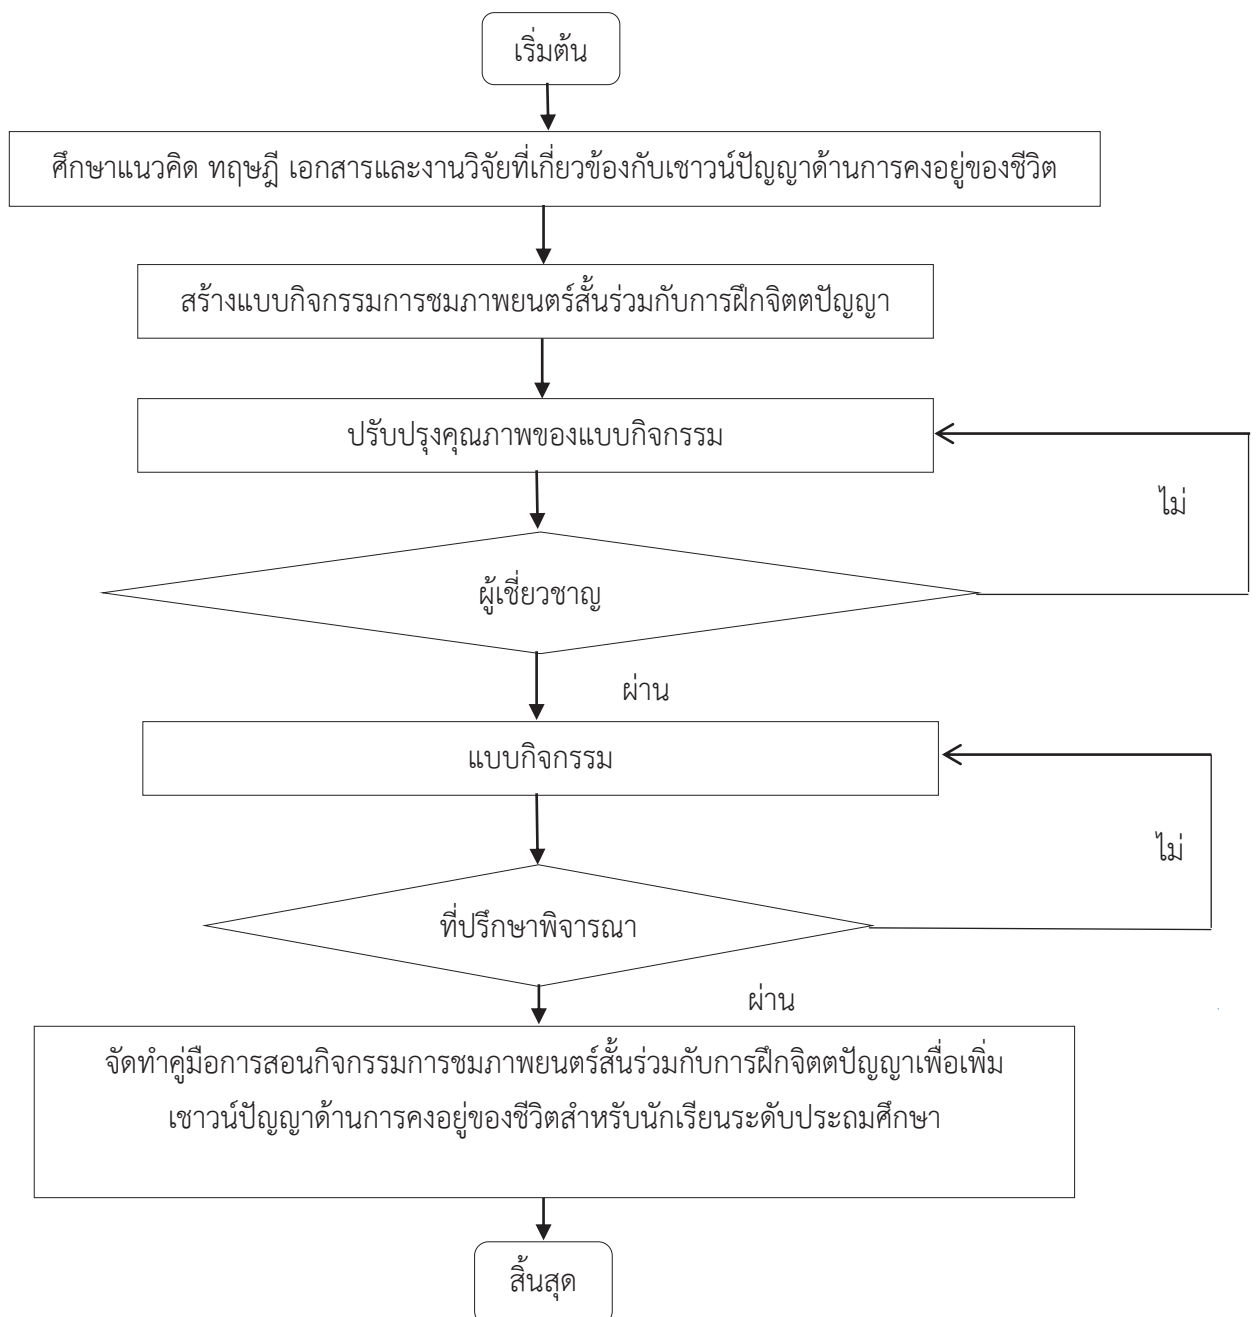 เริ่มต้น
ศึกษาแนวคิด ทฤษฎี เอกสารและงานวิจัยที่เกี่ยวข้องกับเชาวน์ปัญญาด้านการคงอยู่ของชีวิต
สร้างแบบกิจกรรมการชมภาพยนตร์สั้นร่วมกับการฝึกจิตตปัญญา
ปรับปรุงคุณภาพของแบบกิจกรรม
ไม่
ผู้เชี่ยวชาญ
ผ่าน
แบบกิจกรรม
ไม่
ที่ปรึกษาพิจารณา
ผ่าน
จัดทำคู่มือการสอนกิจกรรมการชมภาพยนตร์สั้นร่วมกับการฝึกจิตตปัญญาเพื่อเพิ่ม
เชาวน์ปัญญาด้านการคงอยู่ของชีวิตสำหรับนักเรียนระดับประถมศึกษา
สิ้นสุด